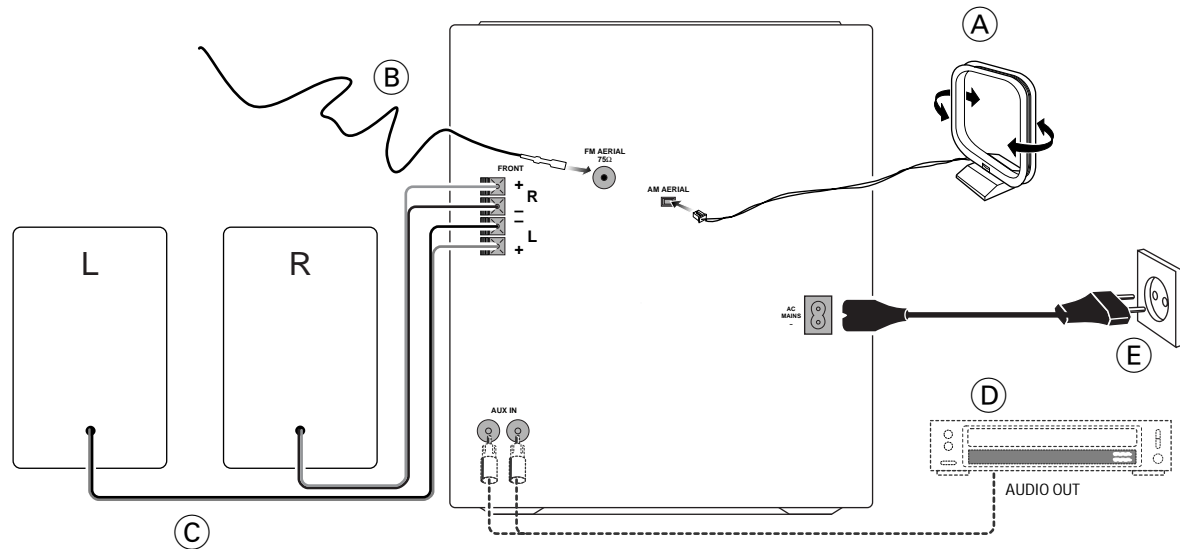 A
B
FM AERIAL
75Ω
FRONT
+
R
–
–
L
+
AM AERIAL
L
R
AC
MAINS
~
E
D
AUX IN
AUDIO OUT
C